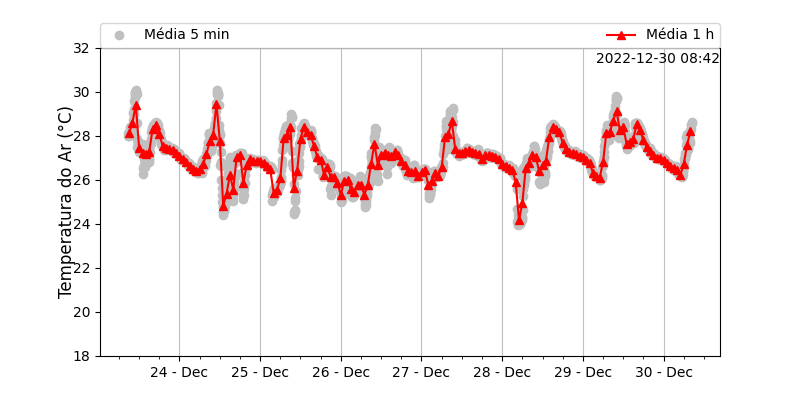 Média 5 min
Média 1 h
2022-12-30 08:42
Temperatura do Ar (°C)
32
30
28
26
24
22
20
18
24 - Dec
25 - Dec
26 - Dec
27 - Dec
28 - Dec
29 - Dec
30 - Dec